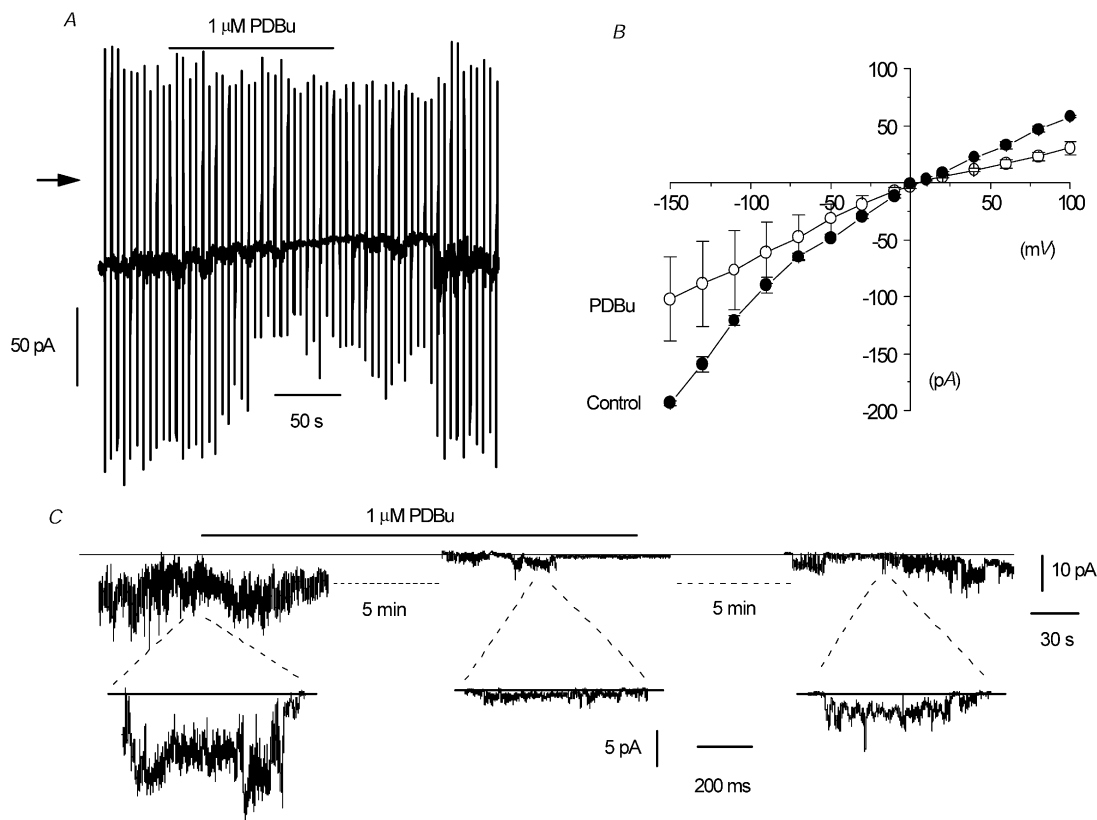 A
1 µM PDBu
50 pA
50 s
B
100
50
-150
-100
-50
50
100
(mV)
-50
-100
-150
-200
(pA)
PDBu
Control
C
1 µM PDBu
5 min
5 min
10 pA
30 s
5 pA
200 ms